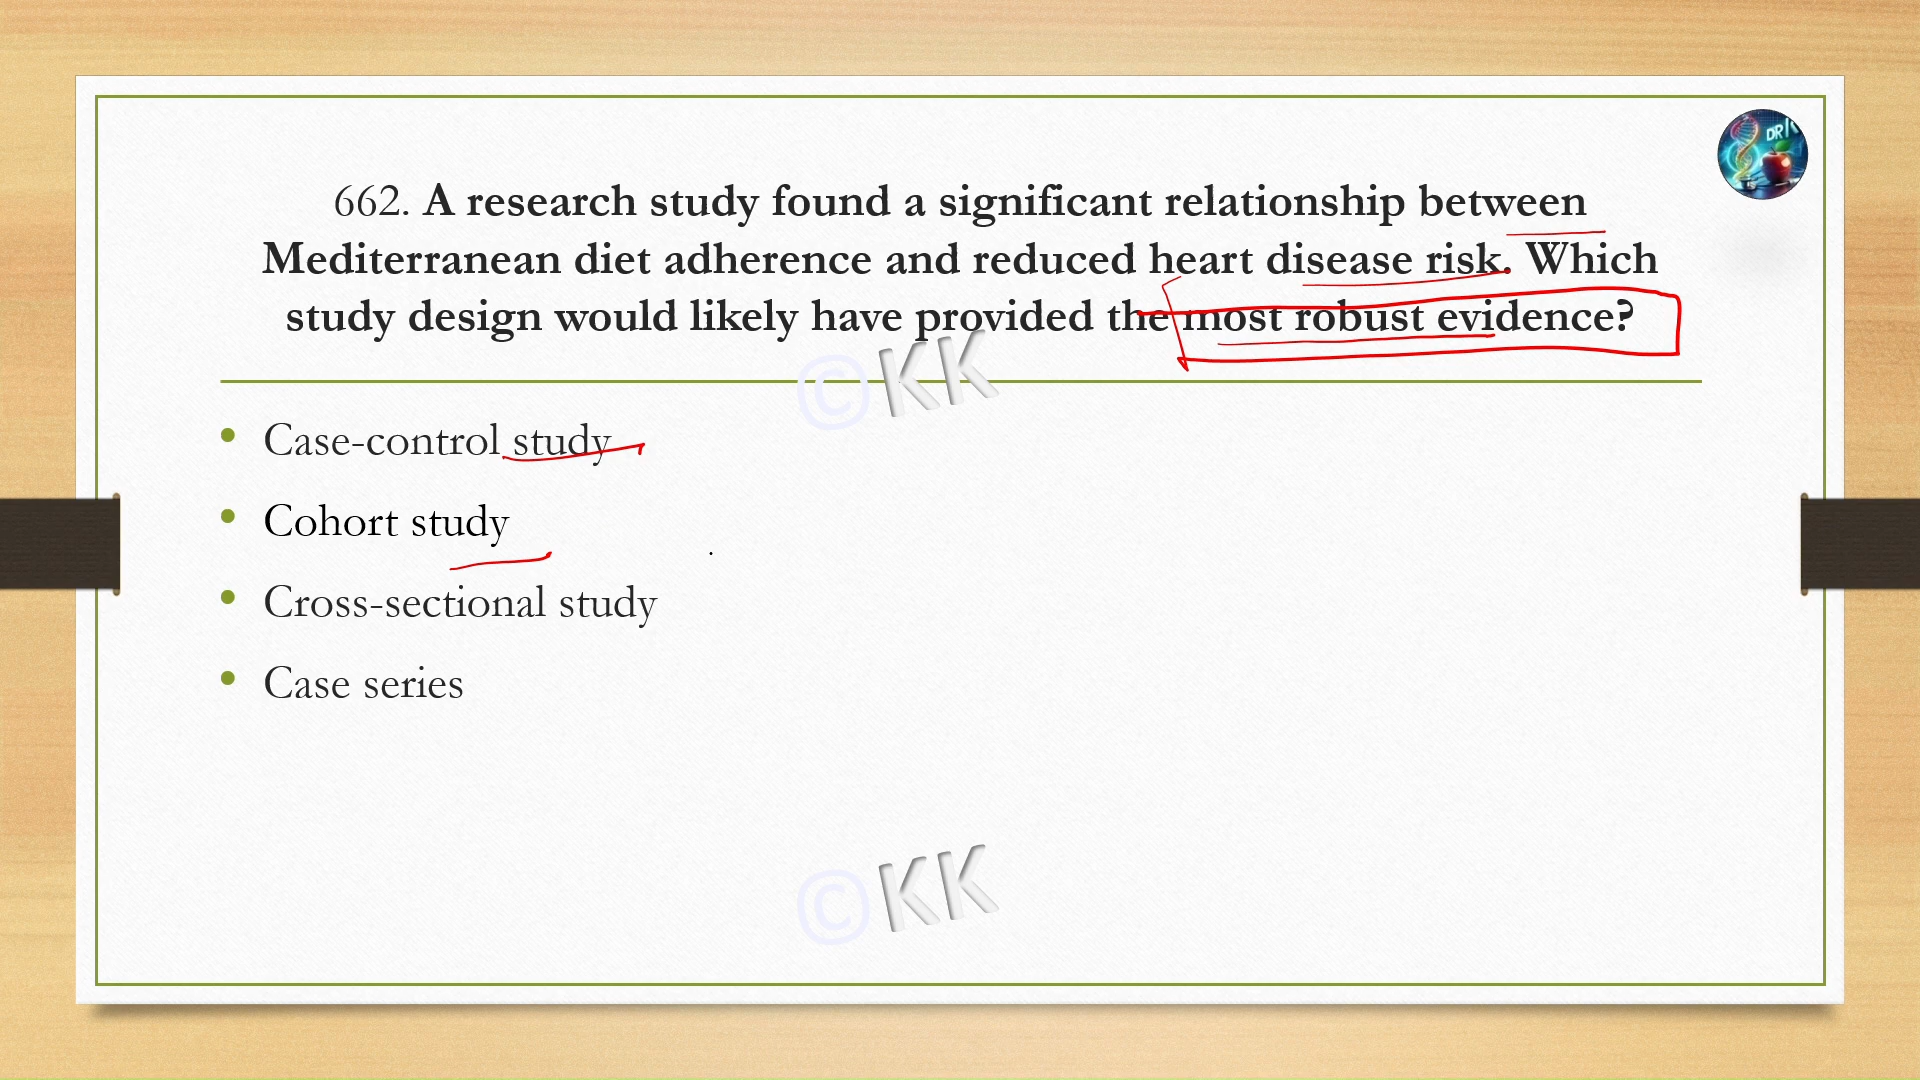 DR
662. A research study found a significant relationship between
Mediterranean diet adherence and reduced heart disease risk. Which
study design would likely have provided the most robust evidence?
©KK
• Case-control study
• Cohort study
• Cross-sectional study
• Case series
©KK